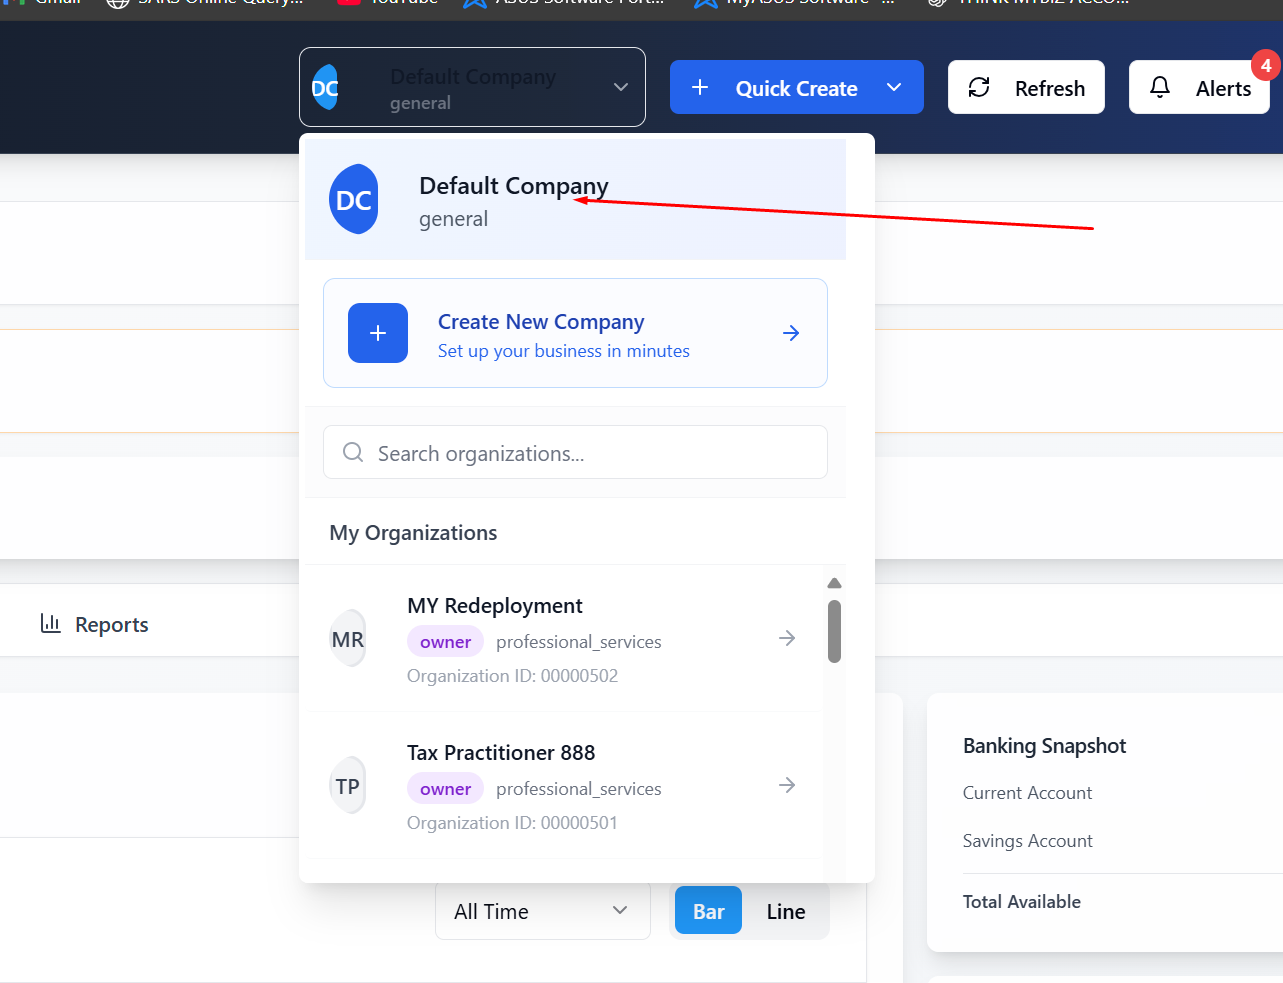 Gmail
SARS Online Query...
YouTube
ASUS Software Port...
MyASUS Software - ...
THINK MYBIZ ACCO...
DC
Default Company
general
Quick Create
Refresh
Alerts
4
DC
Default Company
general
Create New Company
Set up your business in minutes
Search organizations...
My Organizations
MR
MY Redeployment
owner professional_services
Organization ID: 00000502
TP
Tax Practitioner 888
owner professional_services
Organization ID: 00000501
Reports
All Time
Bar
Line
Banking Snapshot
Current Account
Savings Account
Total Available